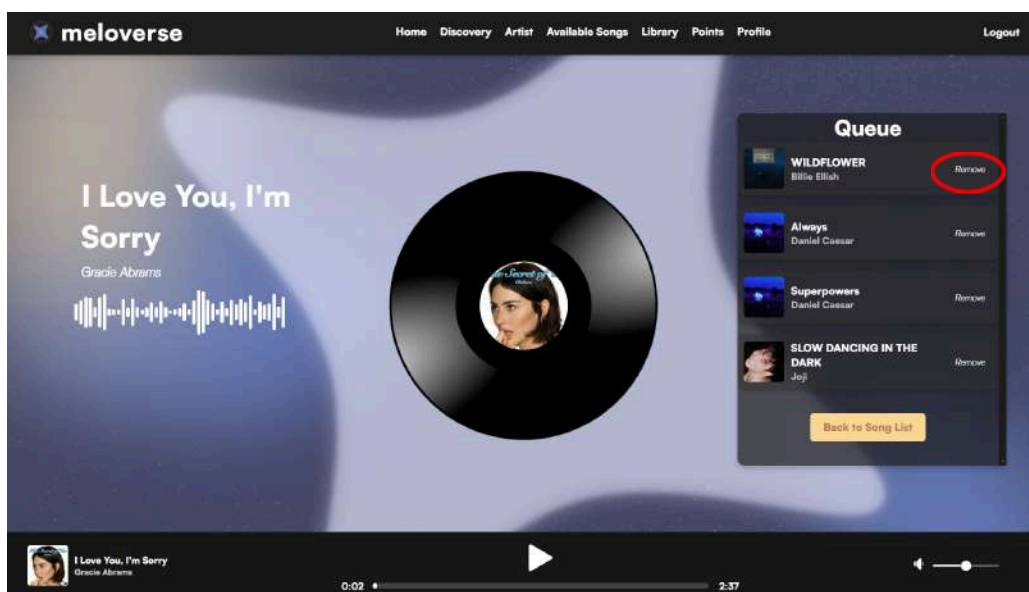 meloverse
Home Discovery Artist Available Songs Library Points Profile
Logout
I Love You, I'm
Sorry
Gracie Abrams
Queue
WILDFLOWER
Billie Eilish
Remove
Always
Daniel Caesar
Remove
Superpowers
Daniel Caesar
Remove
SLOW DANCING IN THE
DARK
Joji
Remove
Back to Song List
I Love You, I'm Sorry
Gracie Abrams
0:02
2:37